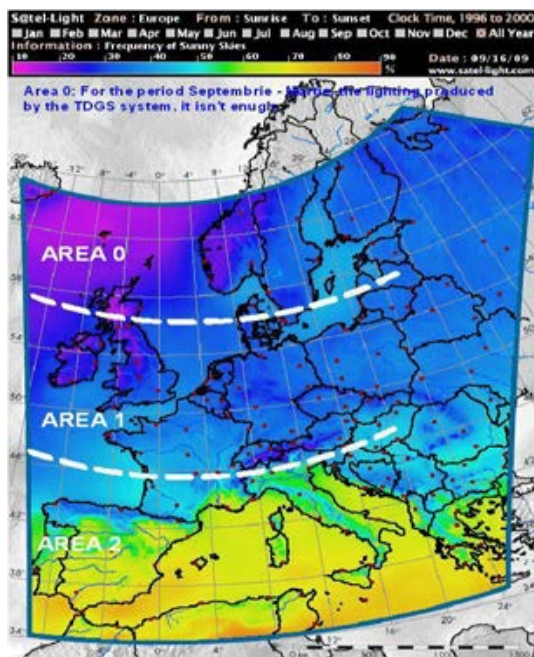 S@tel-Light Zone : Europe From : Sunrise To : Sunset Clock Time, 1996 to 2000
Jan Feb Mar Apr May Jun Jul Aug Sep Oct Nov Dec All Year
Information : Frequency of Sunny Skies
10 20 30 40 50 60 70 80 90
%
Date : 09/16/09
www.satel-light.com
Area 0: For the period Septembrie - the lighting produced
by the TDGS system, it isn't enugh
AREA 0
AREA 1
AREA 2